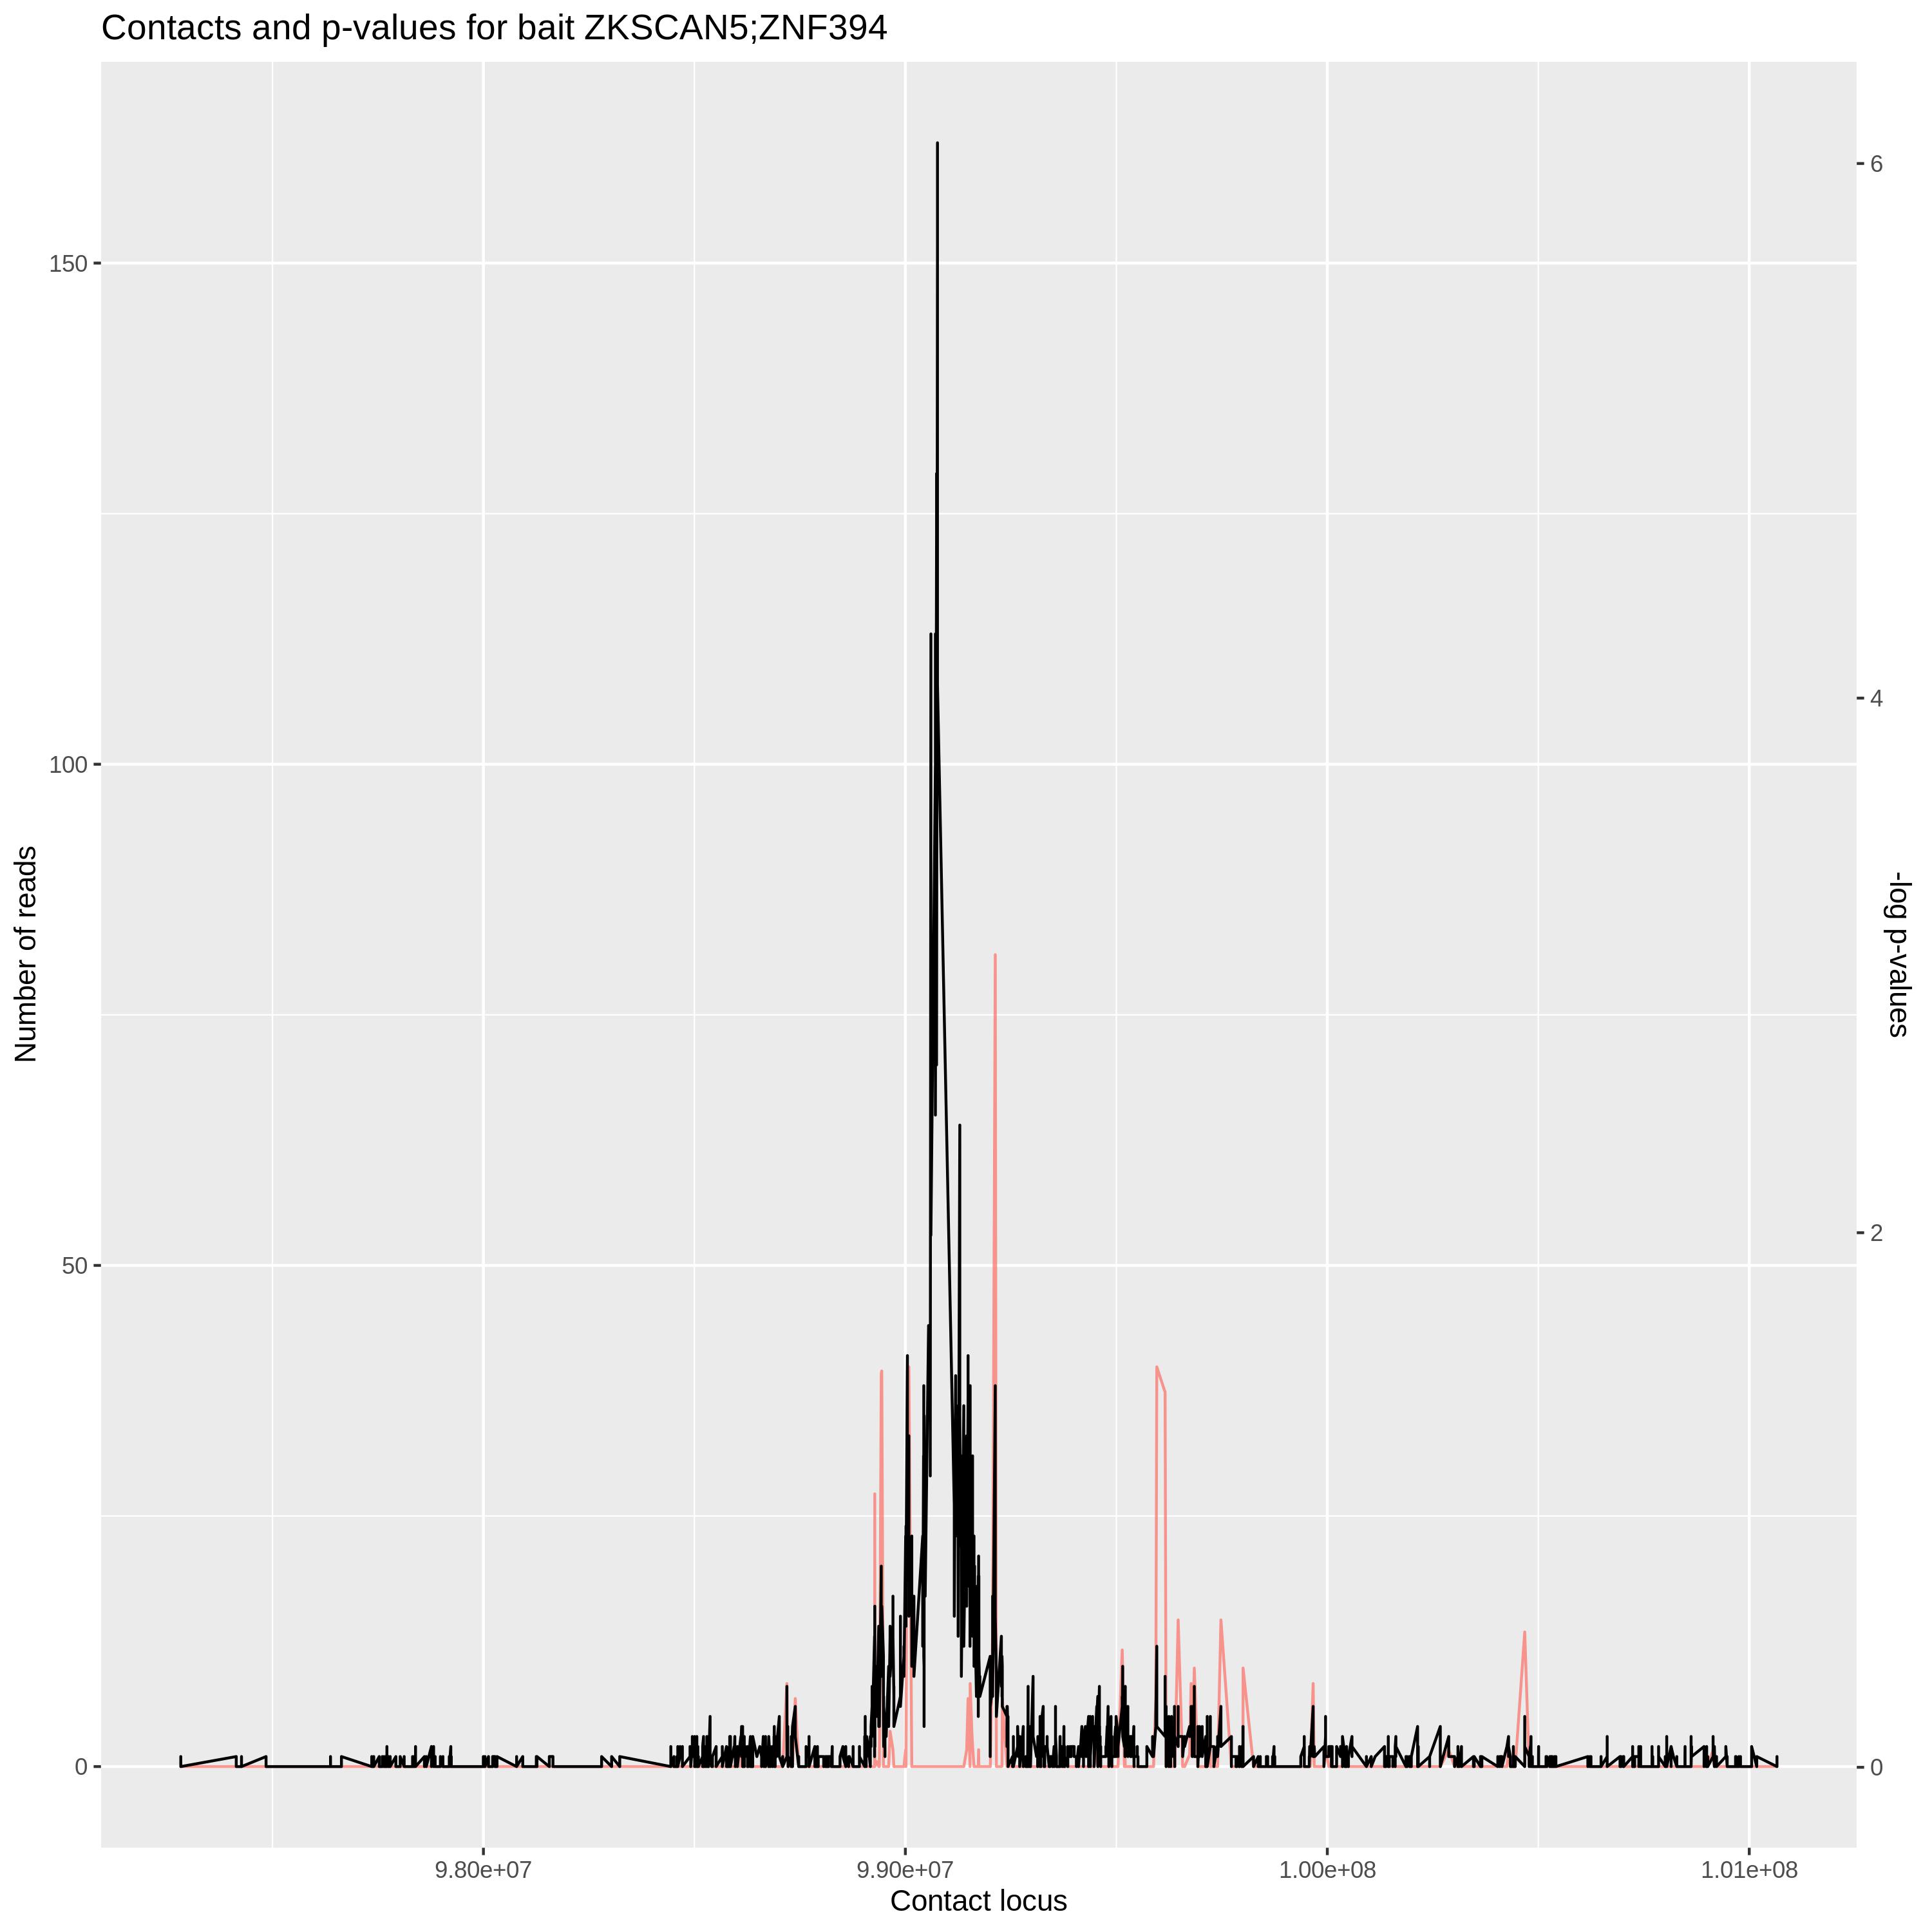 Contacts and p-values for bait ZKSCAN5;ZNF394
150
100
50
0
Number of reads
6
4
2
0
-log p-values
9.80e+07 9.90e+07 1.00e+08 1.01e+08
Contact locus